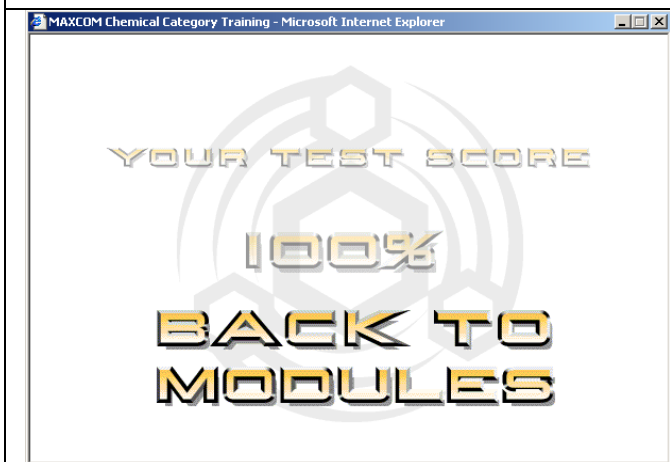 MAXCOM Chemical Category Training - Microsoft Internet Explorer
YOUR TEST SCORE
100%
BACK TO
MODULES